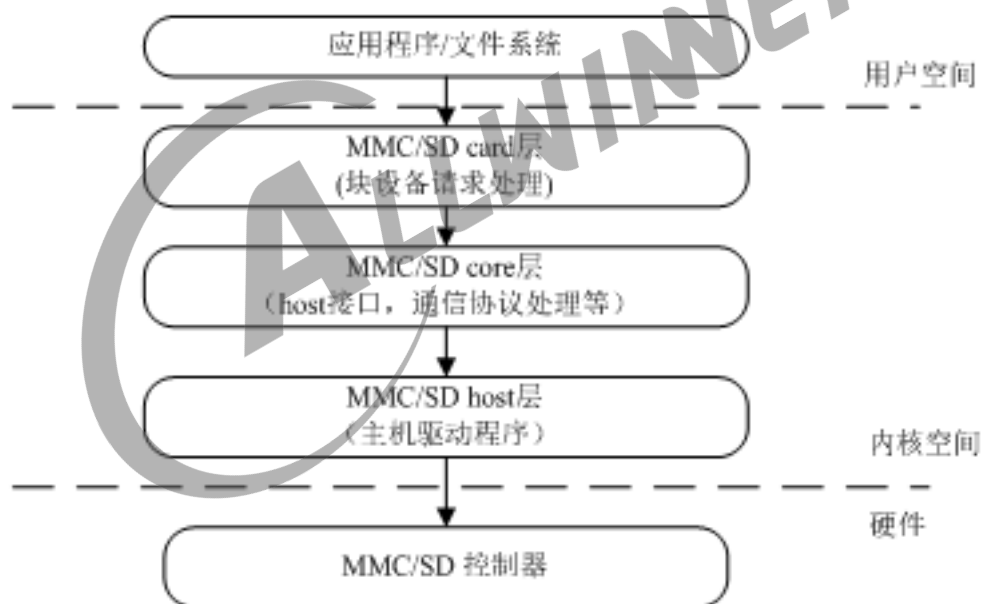 应用程序/文件系统
用户空间
MMC/SD card层
(块设备请求处理)
MMC/SD core层
（host接口，通信协议处理等）
MMC/SD host层
（主机驱动程序）
内核空间
硬件
MMC/SD 控制器
ALLWINNER